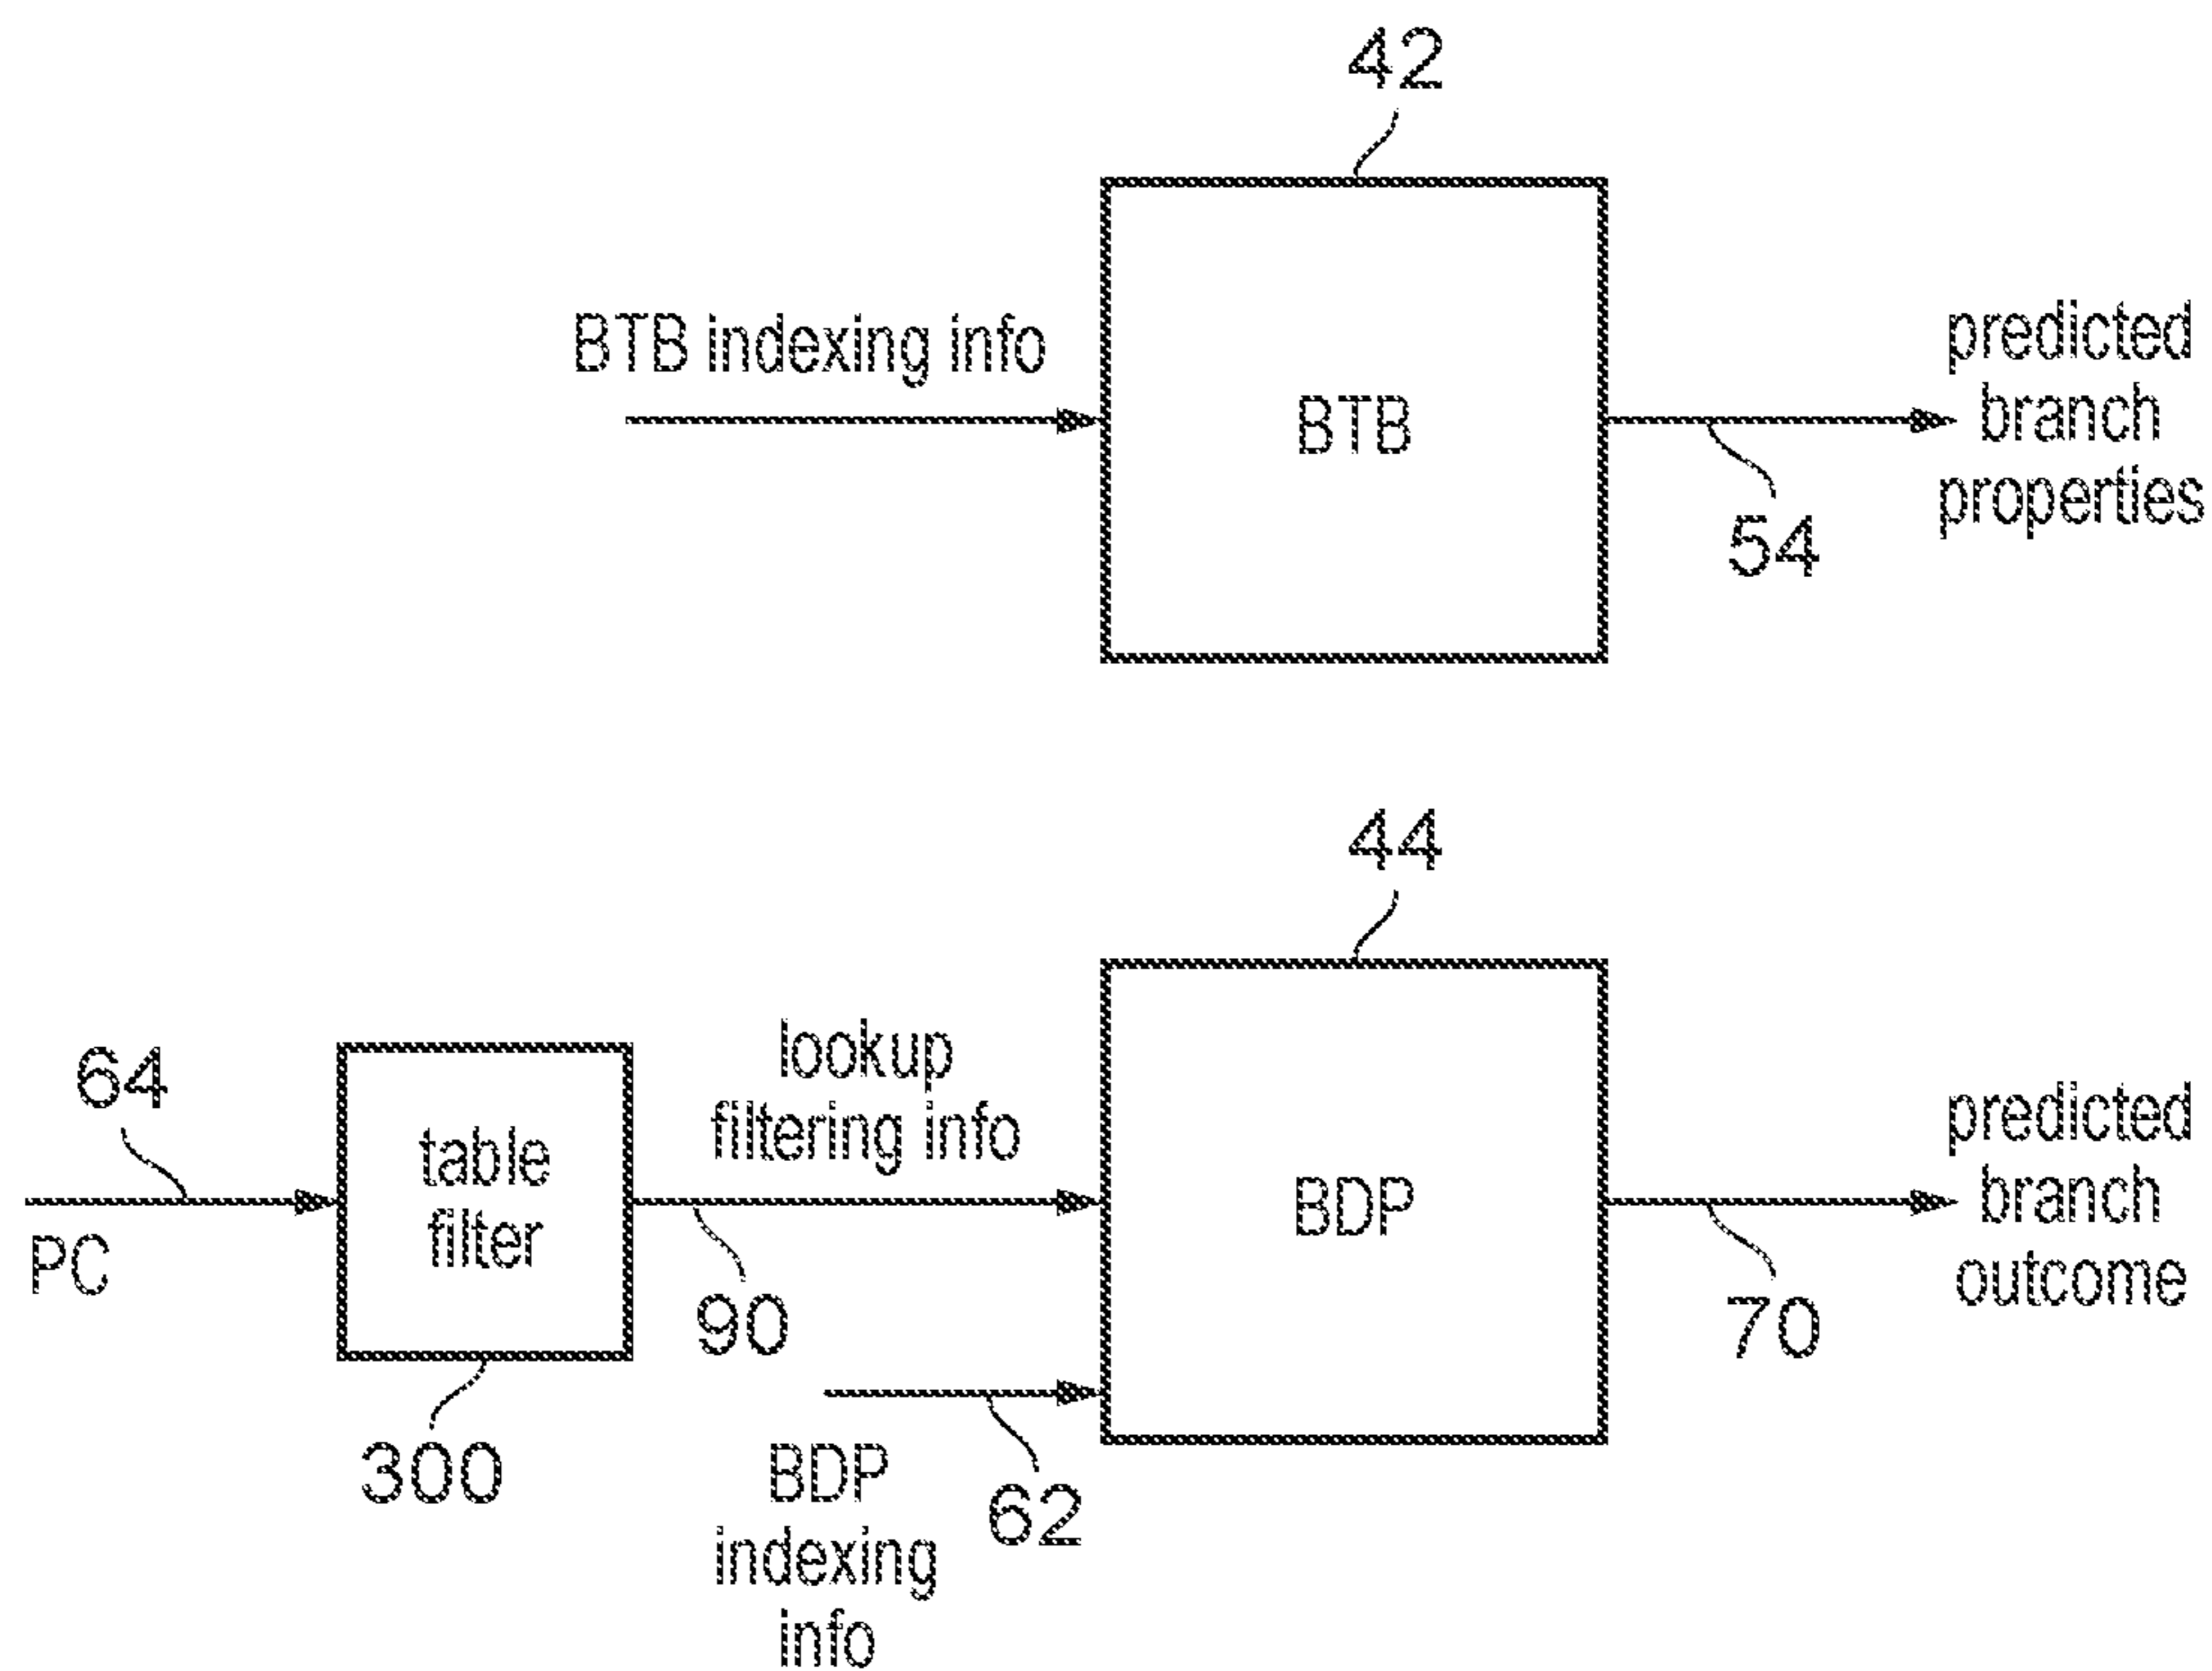 42
BTB indexing info
BTB
predicted
branch
properties
54
44
64
PC
table
filter
300
lookup
filtering info
90
BDP
indexing
info
62
BDP
predicted
branch
outcome
70